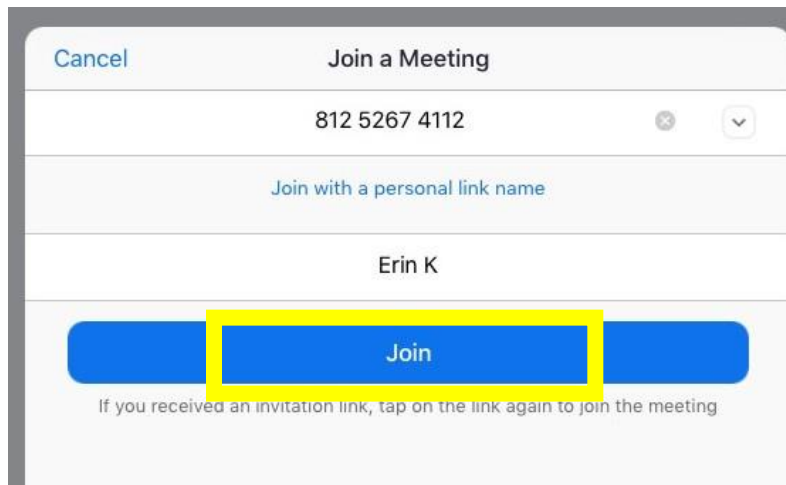 Cancel Join a Meeting
812 5267 4112
Join with a personal link name
Erin K
Join
If you received an invitation link, tap on the link again to join the meeting